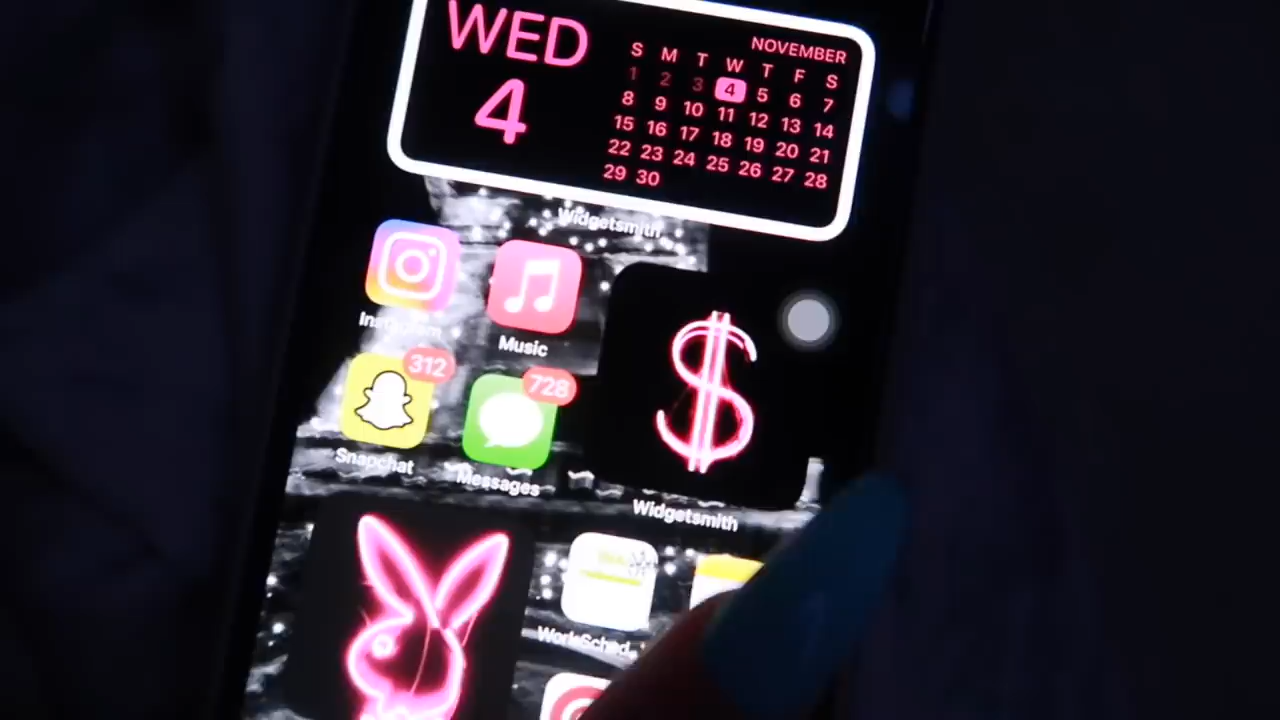 WED
4
NOVEMBER
S M T W T F S
1 2 3 4 5 6 7
8 9 10 11 12 13 14
15 16 17 18 19 20 21
22 23 24 25 26 27 28
29 30
Widgetsmith
Instagram
Music
312
728
$
Snapchat
Messages
Widgetsmith
WorkSched...